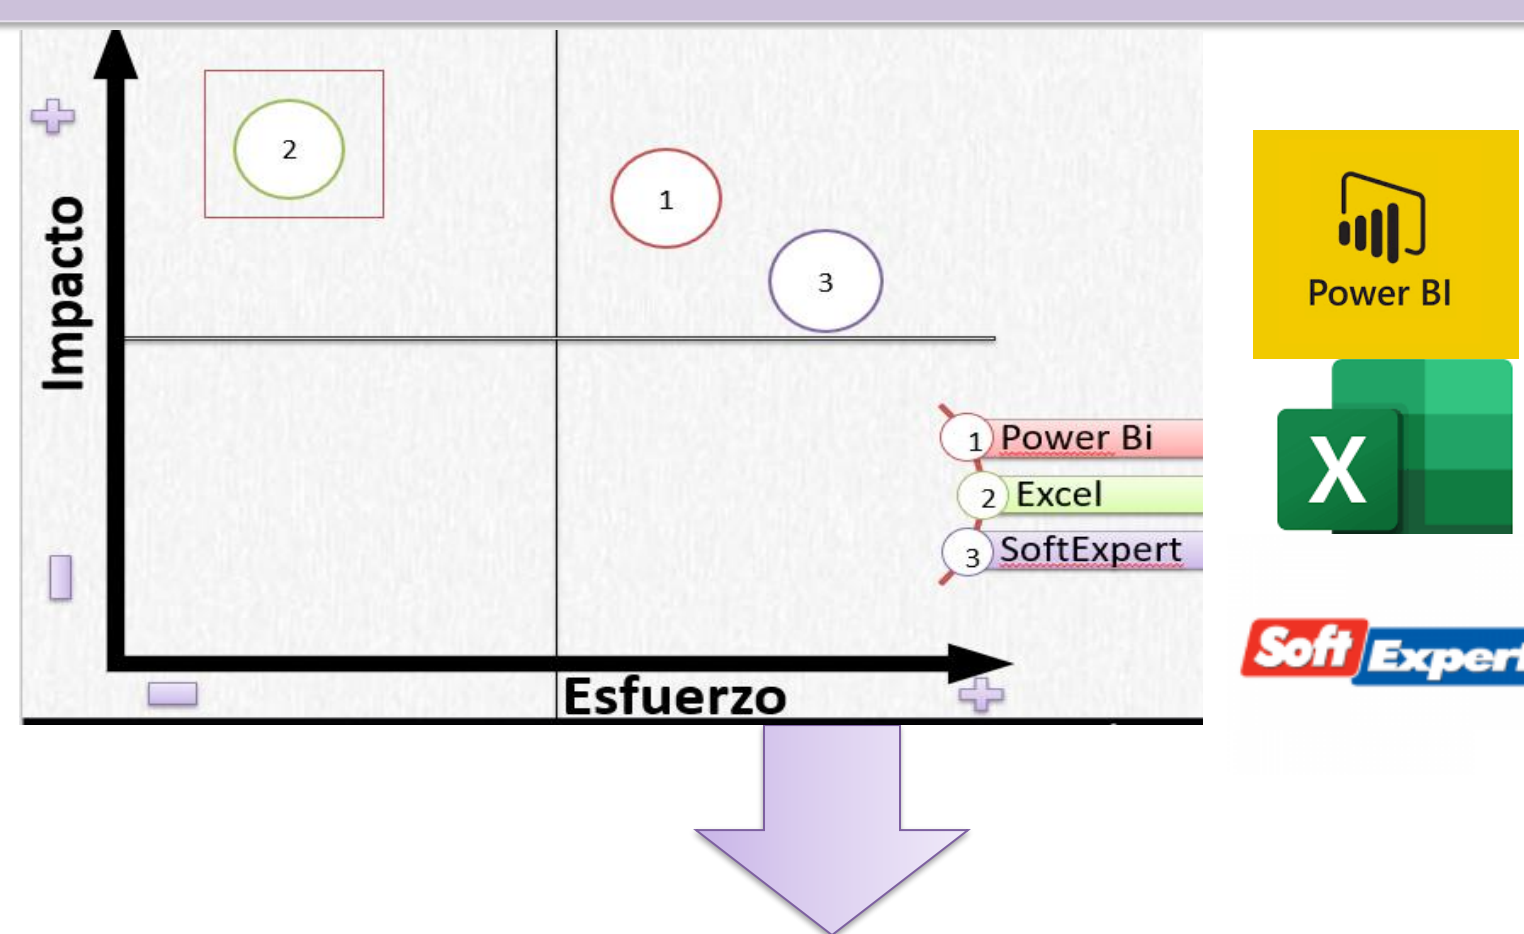 Impacto
2
1
3
1 Power Bi
2 Excel
3 SoftExpert
Esfuerzo
Power BI
X
Soft Expert